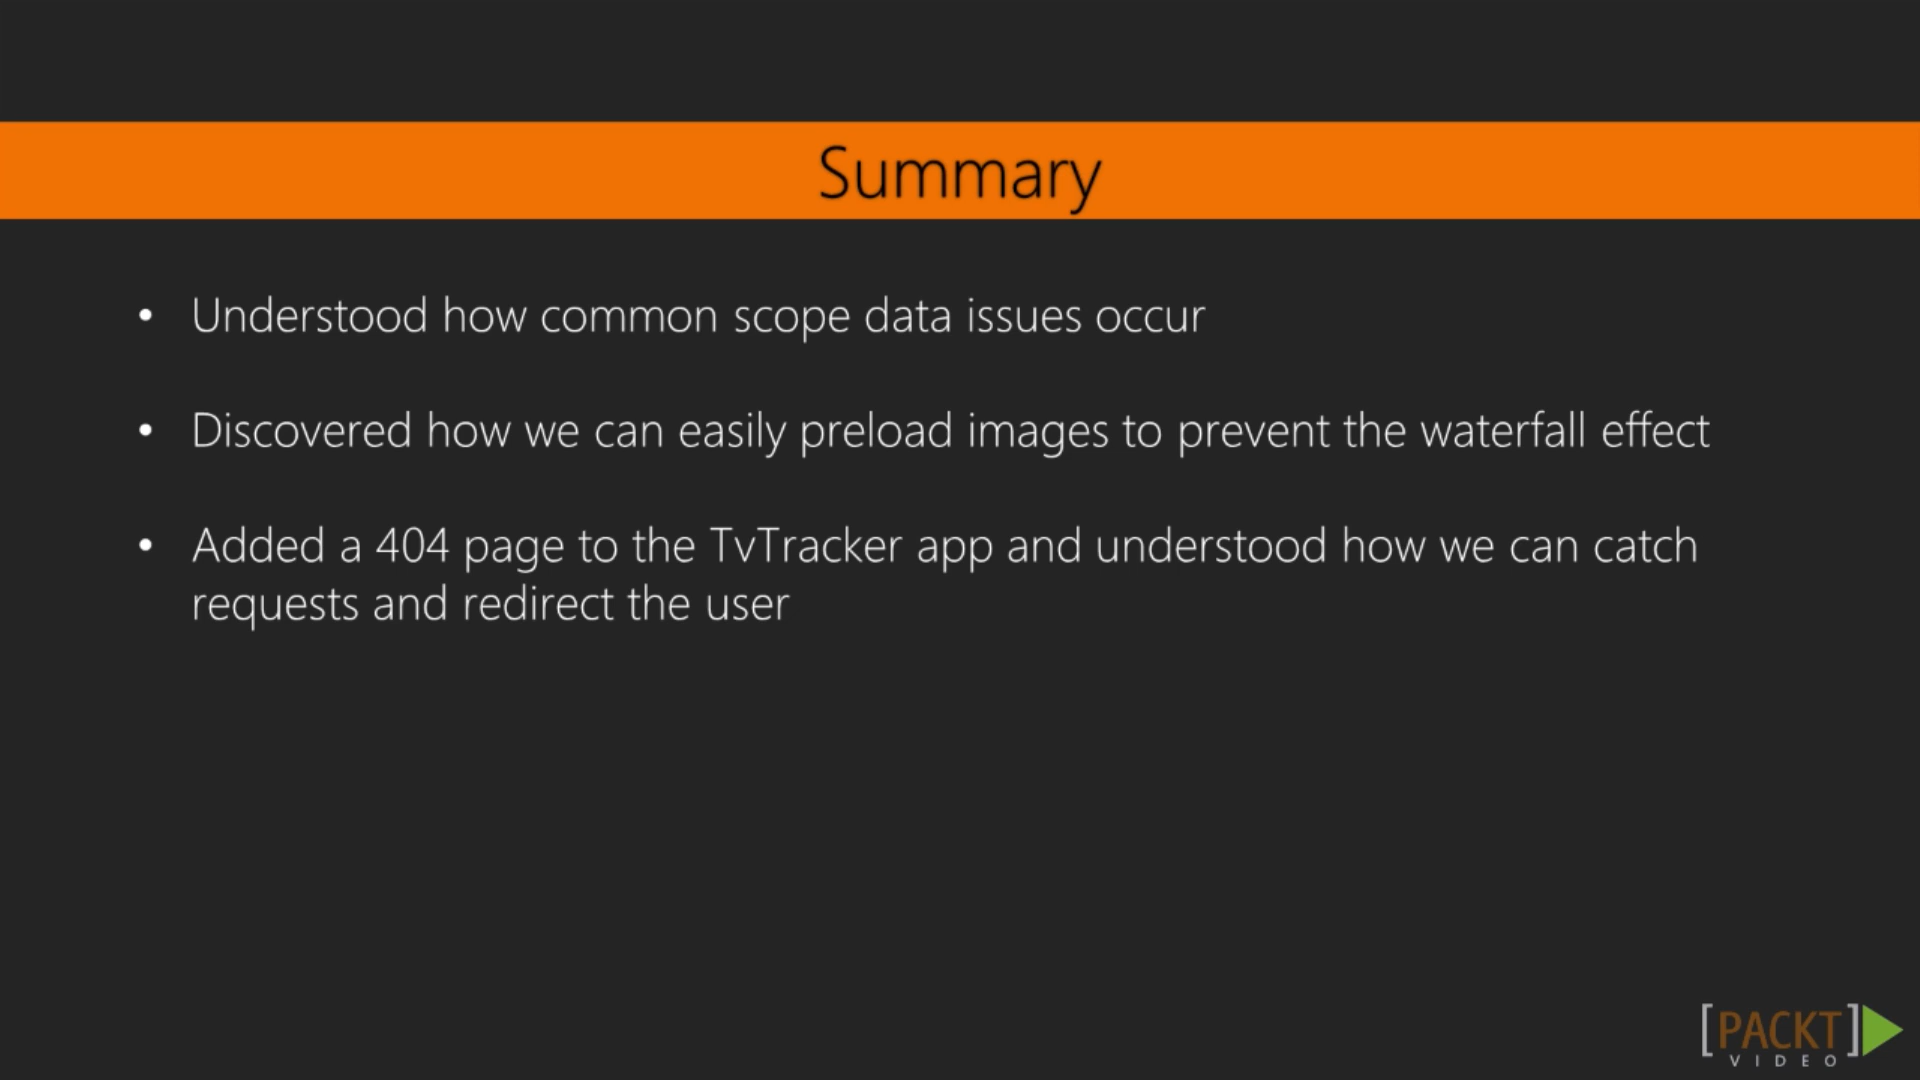 Summary
• Understood how common scope data issues occur
• Discovered how we can easily preload images to prevent the waterfall effect
• Added a 404 page to the TvTracker app and understood how we can catch
requests and redirect the user
[PACKT]
VIDEO